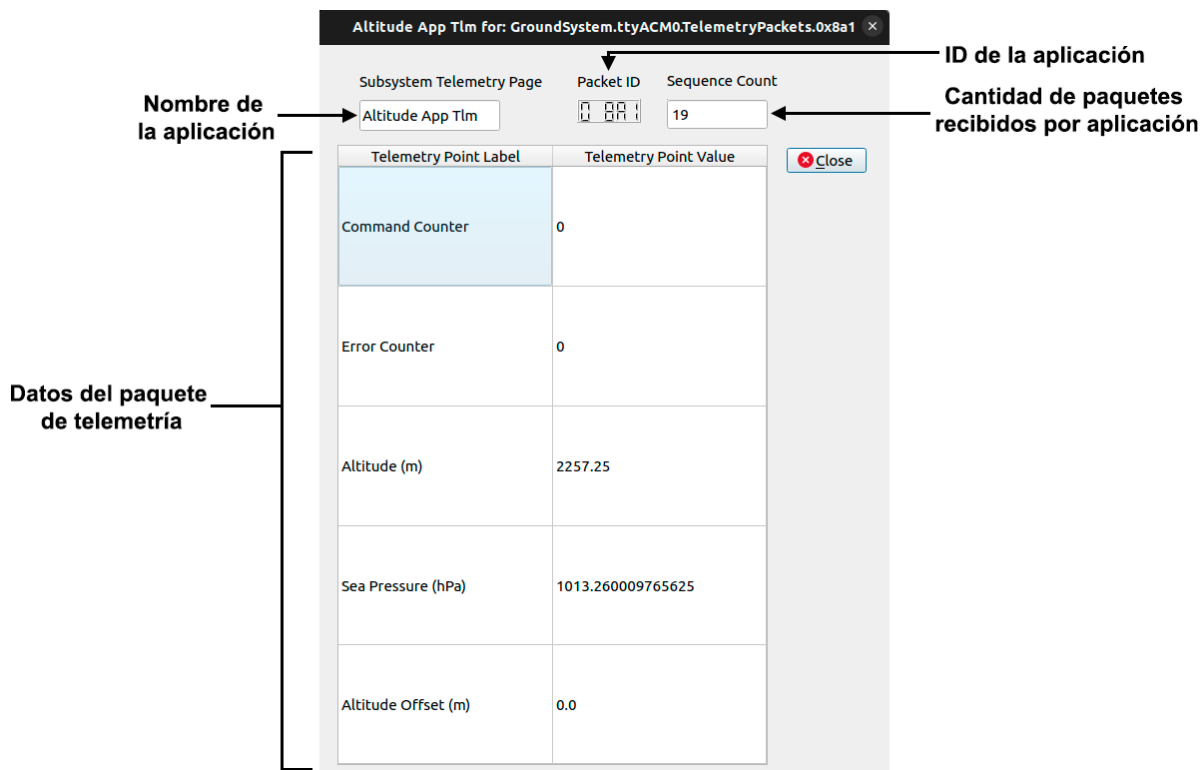 Altitude App Tlm for: GroundSystem.ttyACM0.TelemetryPackets.0x8a1
ID de la aplicación
Subsystem Telemetry Page
Packet ID
Sequence Count
Nombre de
la aplicación
Altitude App Tlm
0 8A1
19
Cantidad de paquetes
recibidos por aplicación
Telemetry Point Label
Telemetry Point Value
Close
Command Counter
0
Error Counter
0
Datos del paquete
de telemetría
Altitude (m)
2257.25
Sea Pressure (hPa)
1013.260009765625
Altitude Offset (m)
0.0